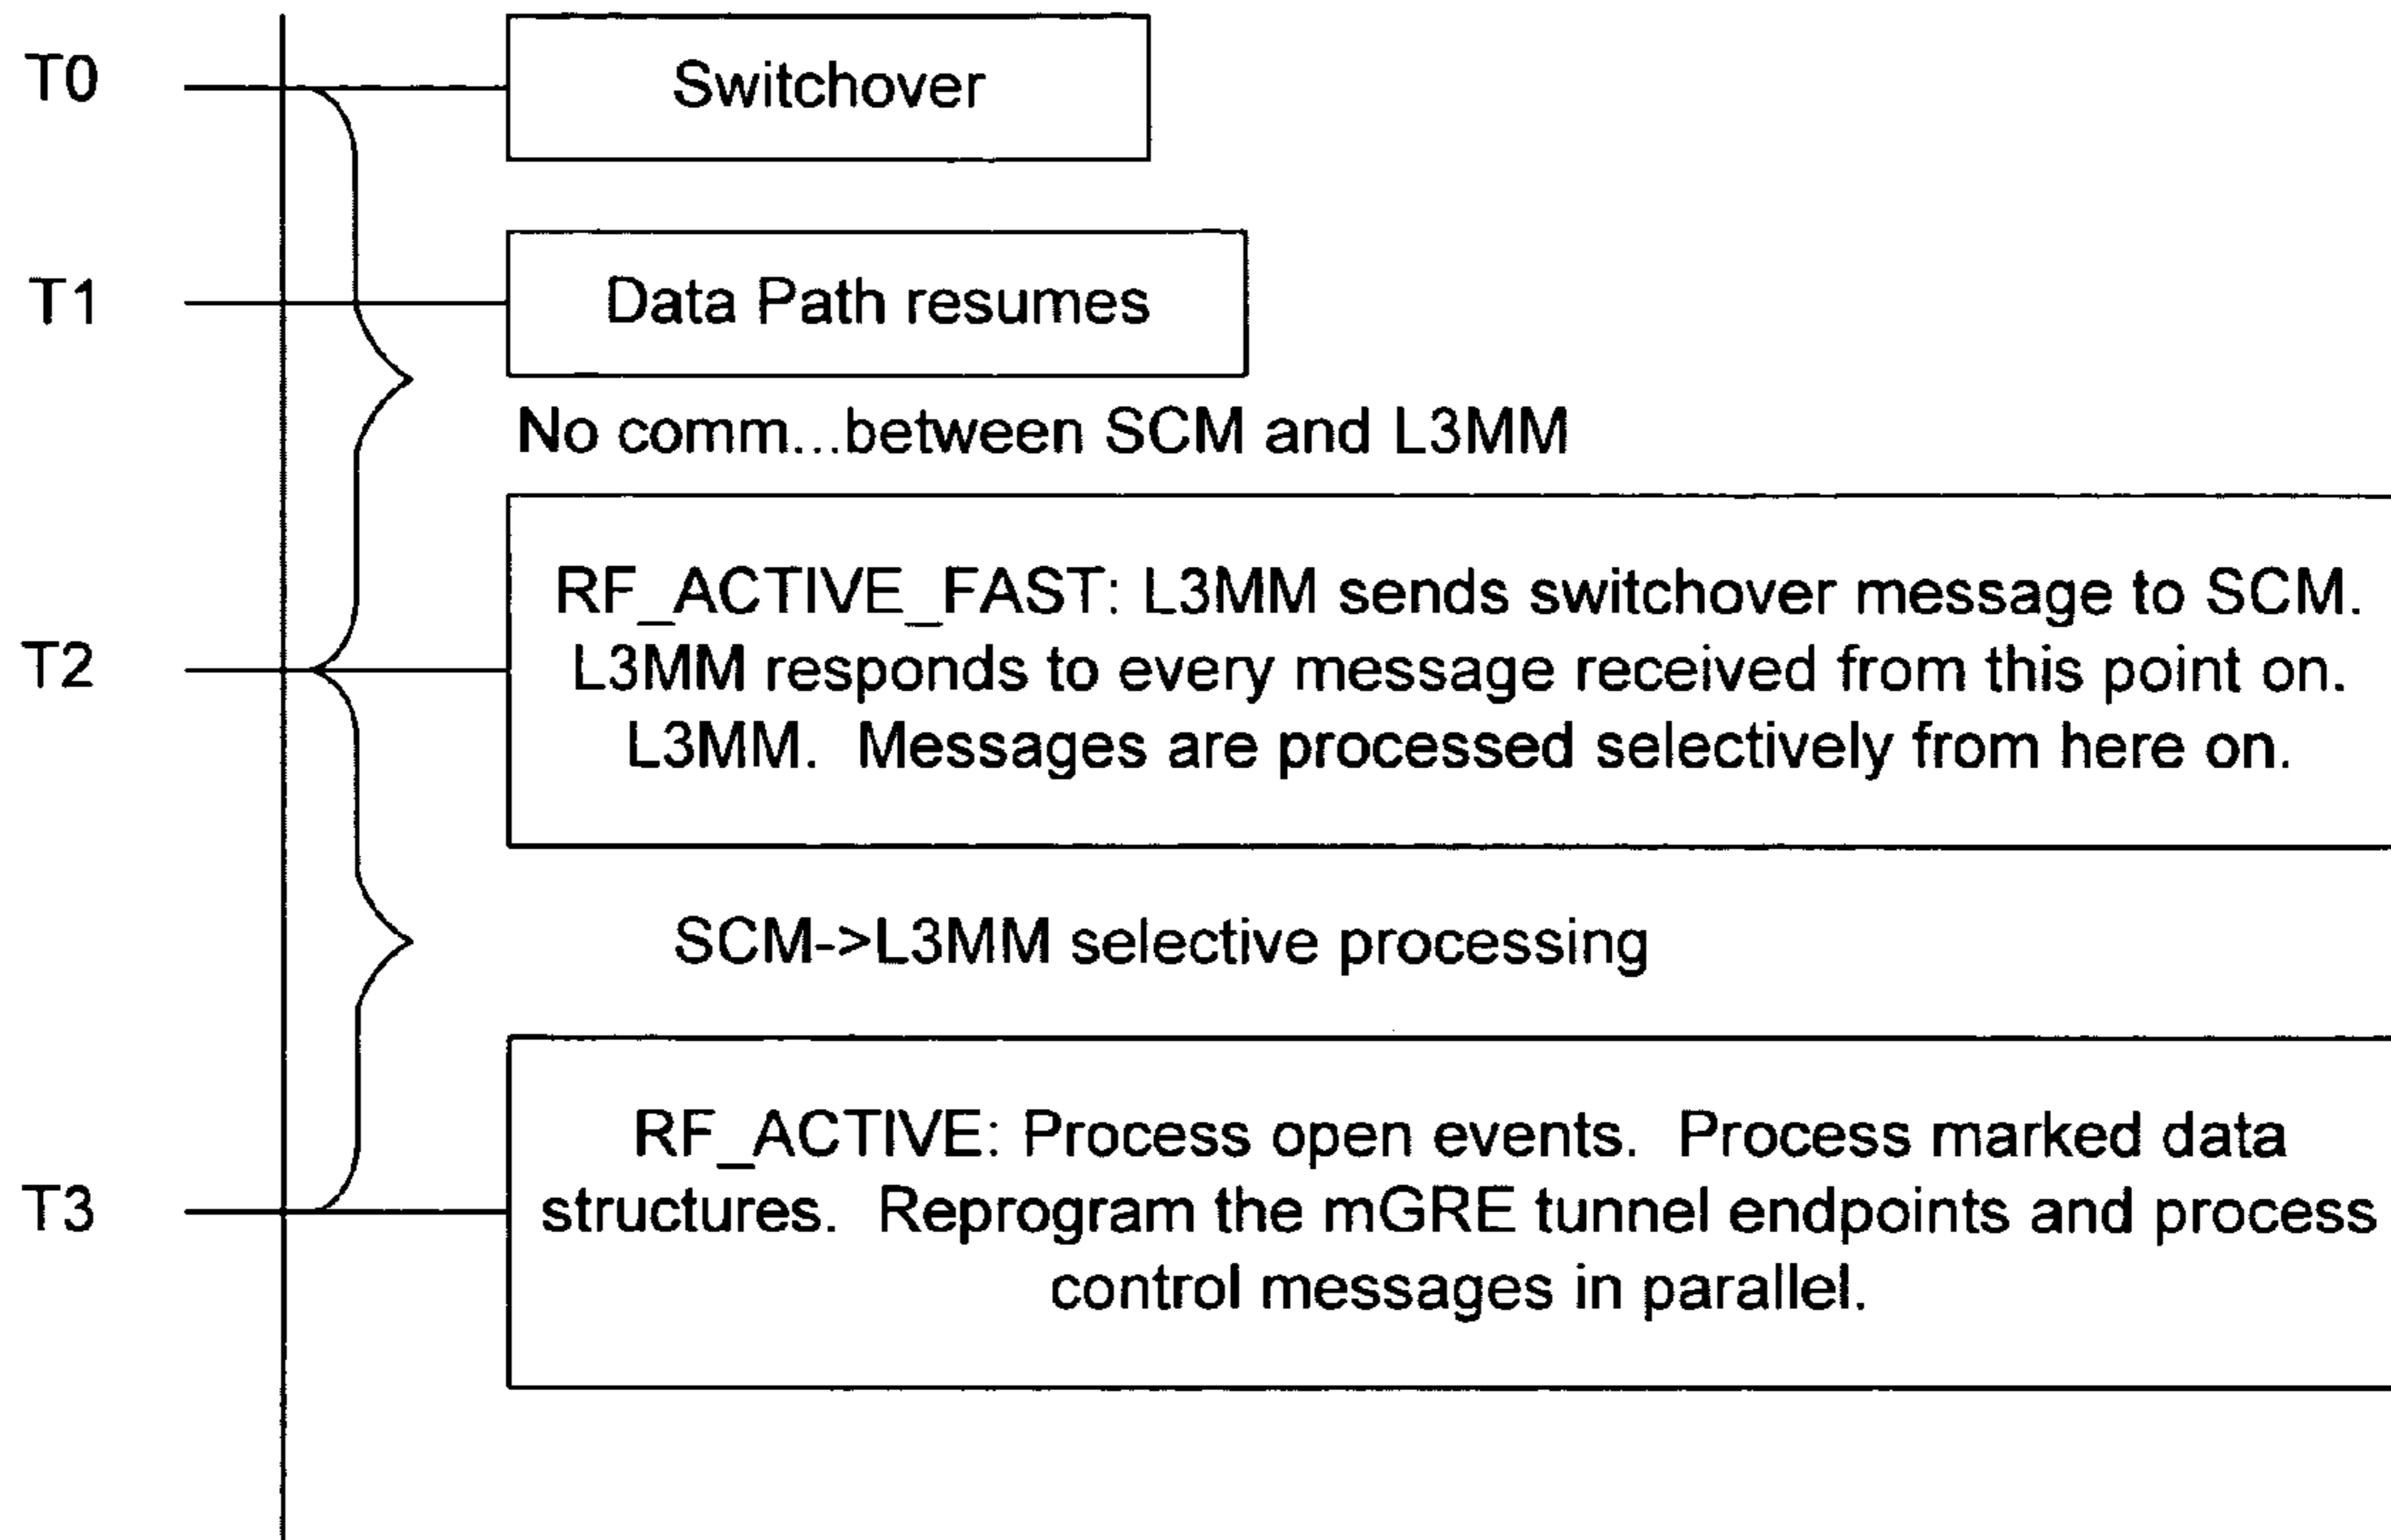 T0
Switchover
T1
Data Path resumes
No comm...between SCM and L3MM
T2
RF_ACTIVE_FAST: L3MM sends switchover message to SCM.
L3MM responds to every message received from this point on.
L3MM.  Messages are processed selectively from here on.
SCM->L3MM selective processing
T3
RF_ACTIVE: Process open events.  Process marked data
structures.  Reprogram the mGRE tunnel endpoints and process
control messages in parallel.